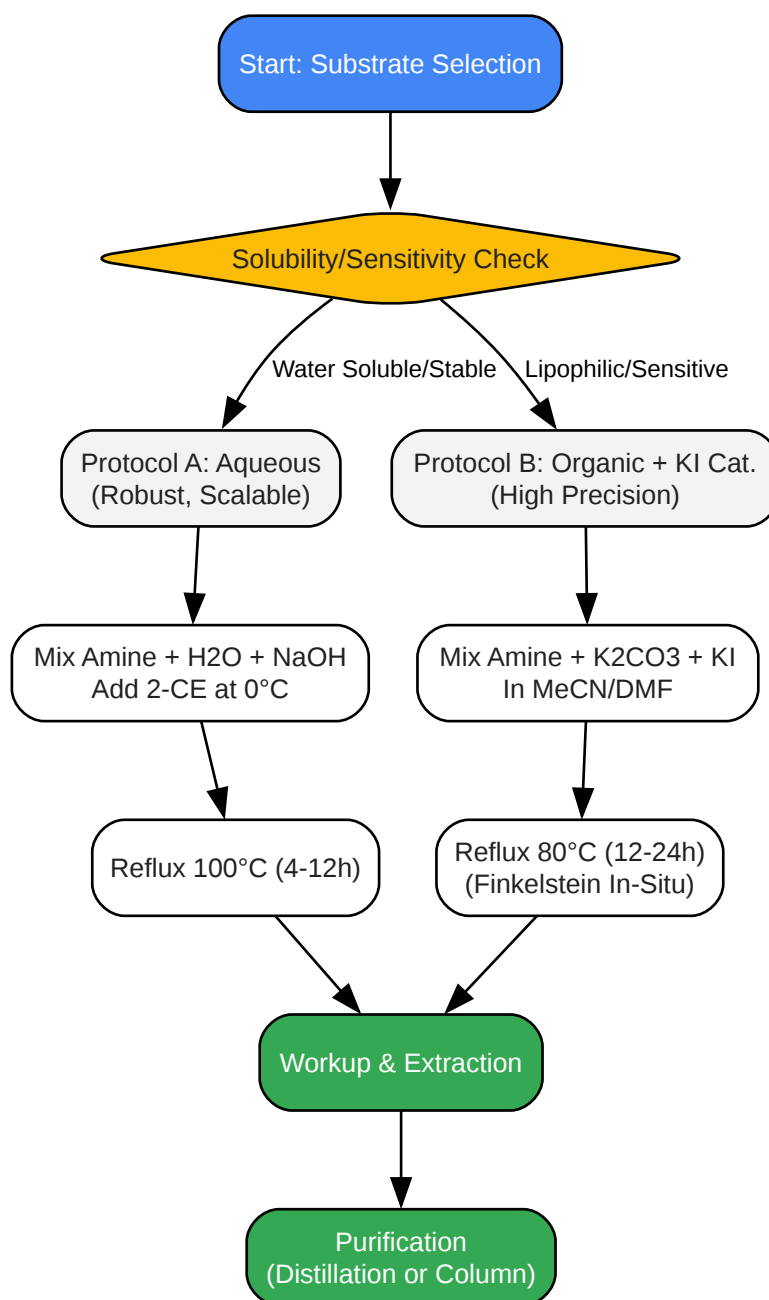 Start: Substrate Selection
Solubility/Sensitivity Check
Water Soluble/Stable
Lipophilic/Sensitive
Protocol A: Aqueous
(Robust, Scalable)
Protocol B: Organic + KI Cat.
(High Precision)
Mix Amine + H2O + NaOH
Add 2-CE at 0°C
Mix Amine + K2CO3 + KI
In MeCN/DMF
Reflux 100°C (4-12h)
Reflux 80°C (12-24h)
(Finkelstein In-Situ)
Workup & Extraction
Purification
(Distillation or Column)